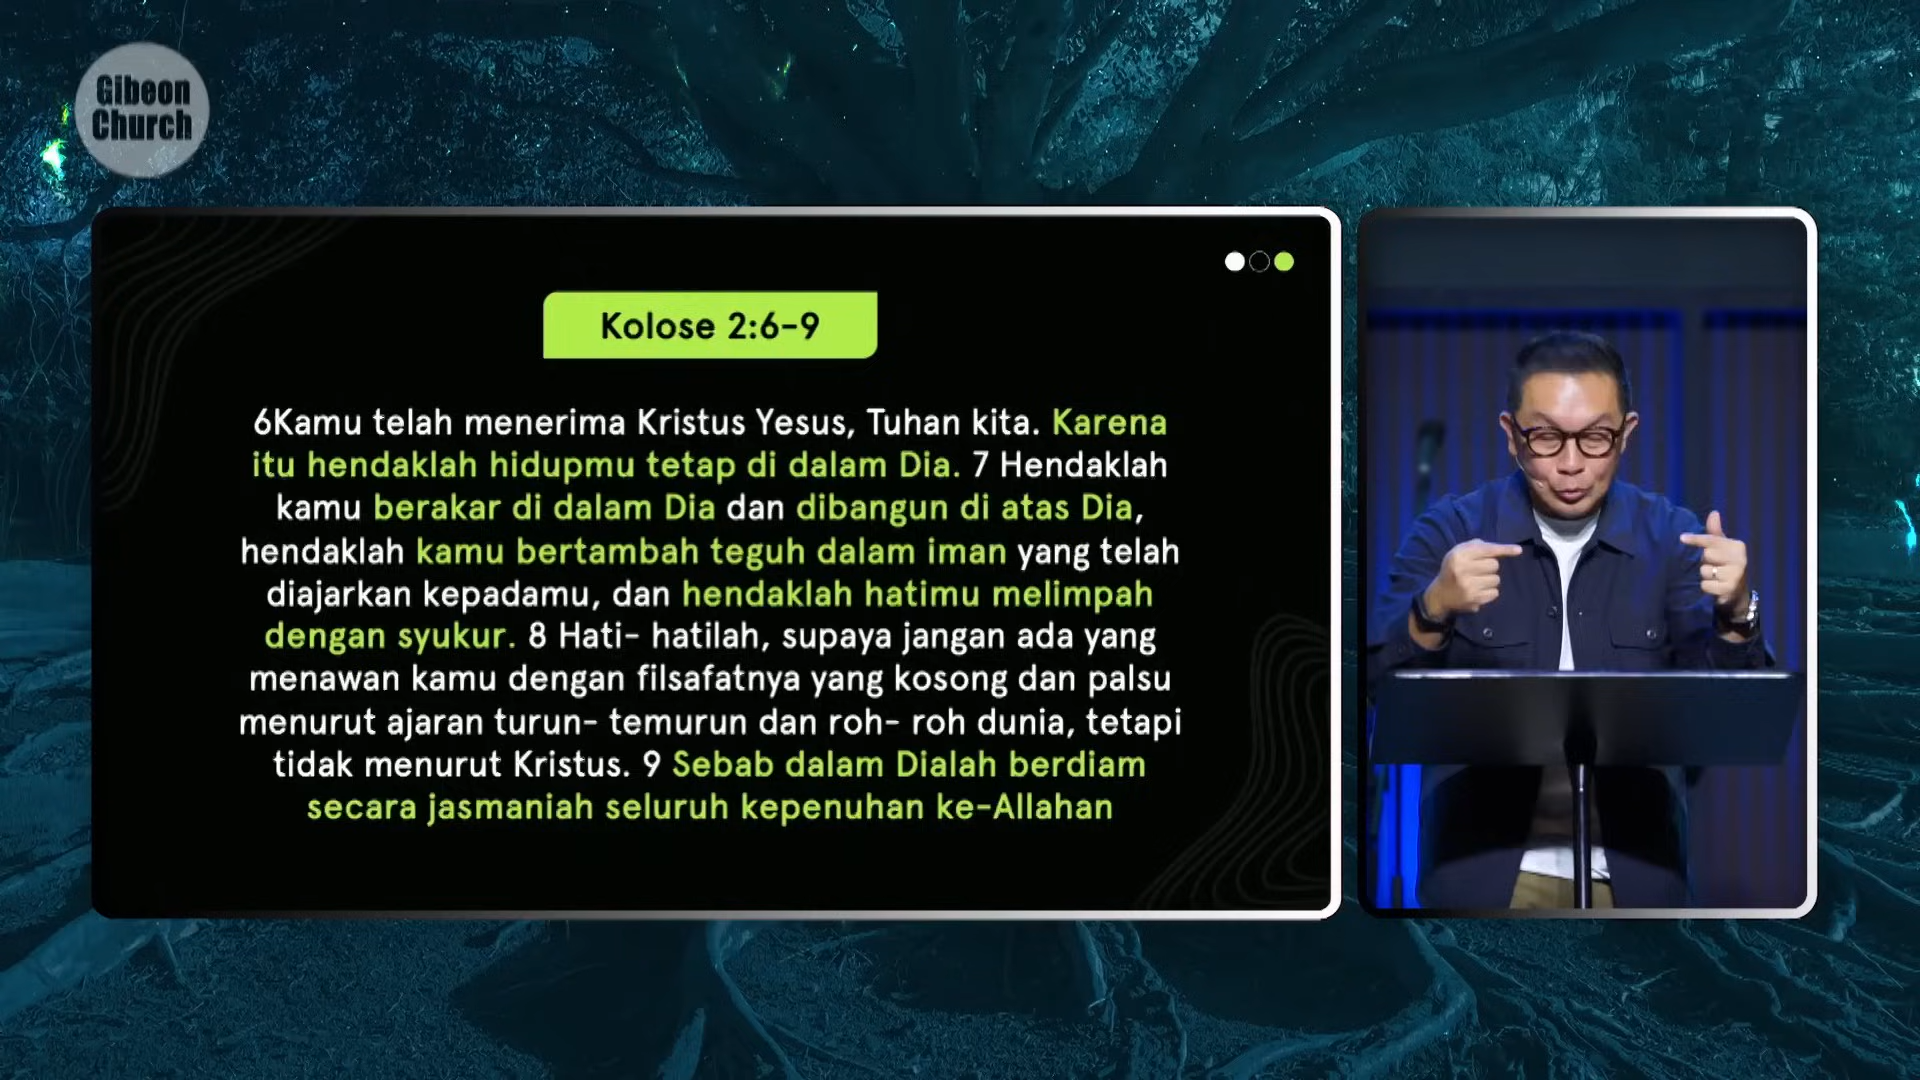 Gibeon
Church
Kolose 2:6-9
6Kamu telah menerima Kristus Yesus, Tuhan kita. Karena
itu hendaklah hidupmu tetap di dalam Dia. 7 Hendaklah
kamu berakar di dalam Dia dan dibangun di atas Dia,
hendaklah kamu bertambah teguh dalam iman yang telah
diajarkan kepadamu, dan hendaklah hatimu melimpah
dengan syukur. 8 Hati- hatilah, supaya jangan ada yang
menawan kamu dengan filsafatnya yang kosong dan palsu
menurut ajaran turun- temurun dan roh- roh dunia, tetapi
tidak menurut Kristus. 9 Sebab dalam Dialah berdiam
secara jasmaniah seluruh kepenuhan ke-Allahan